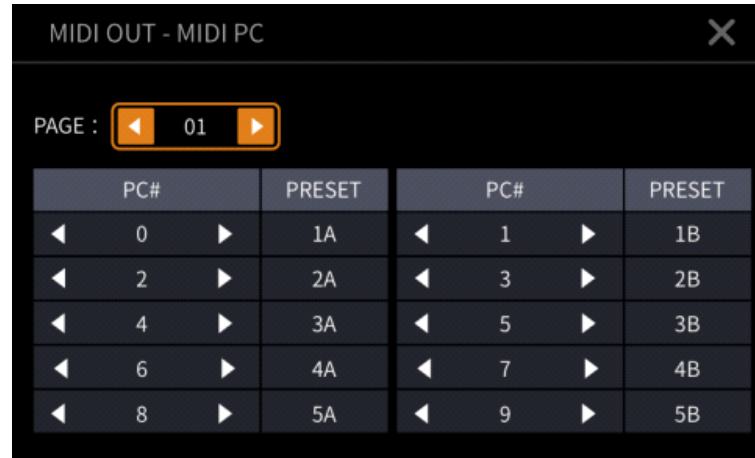 MIDI OUT - MIDI PC
PAGE : 01
PC# PRESET PC# PRESET
0 1A 1 1B
2 2A 3 2B
4 3A 5 3B
6 4A 7 4B
8 5A 9 5B